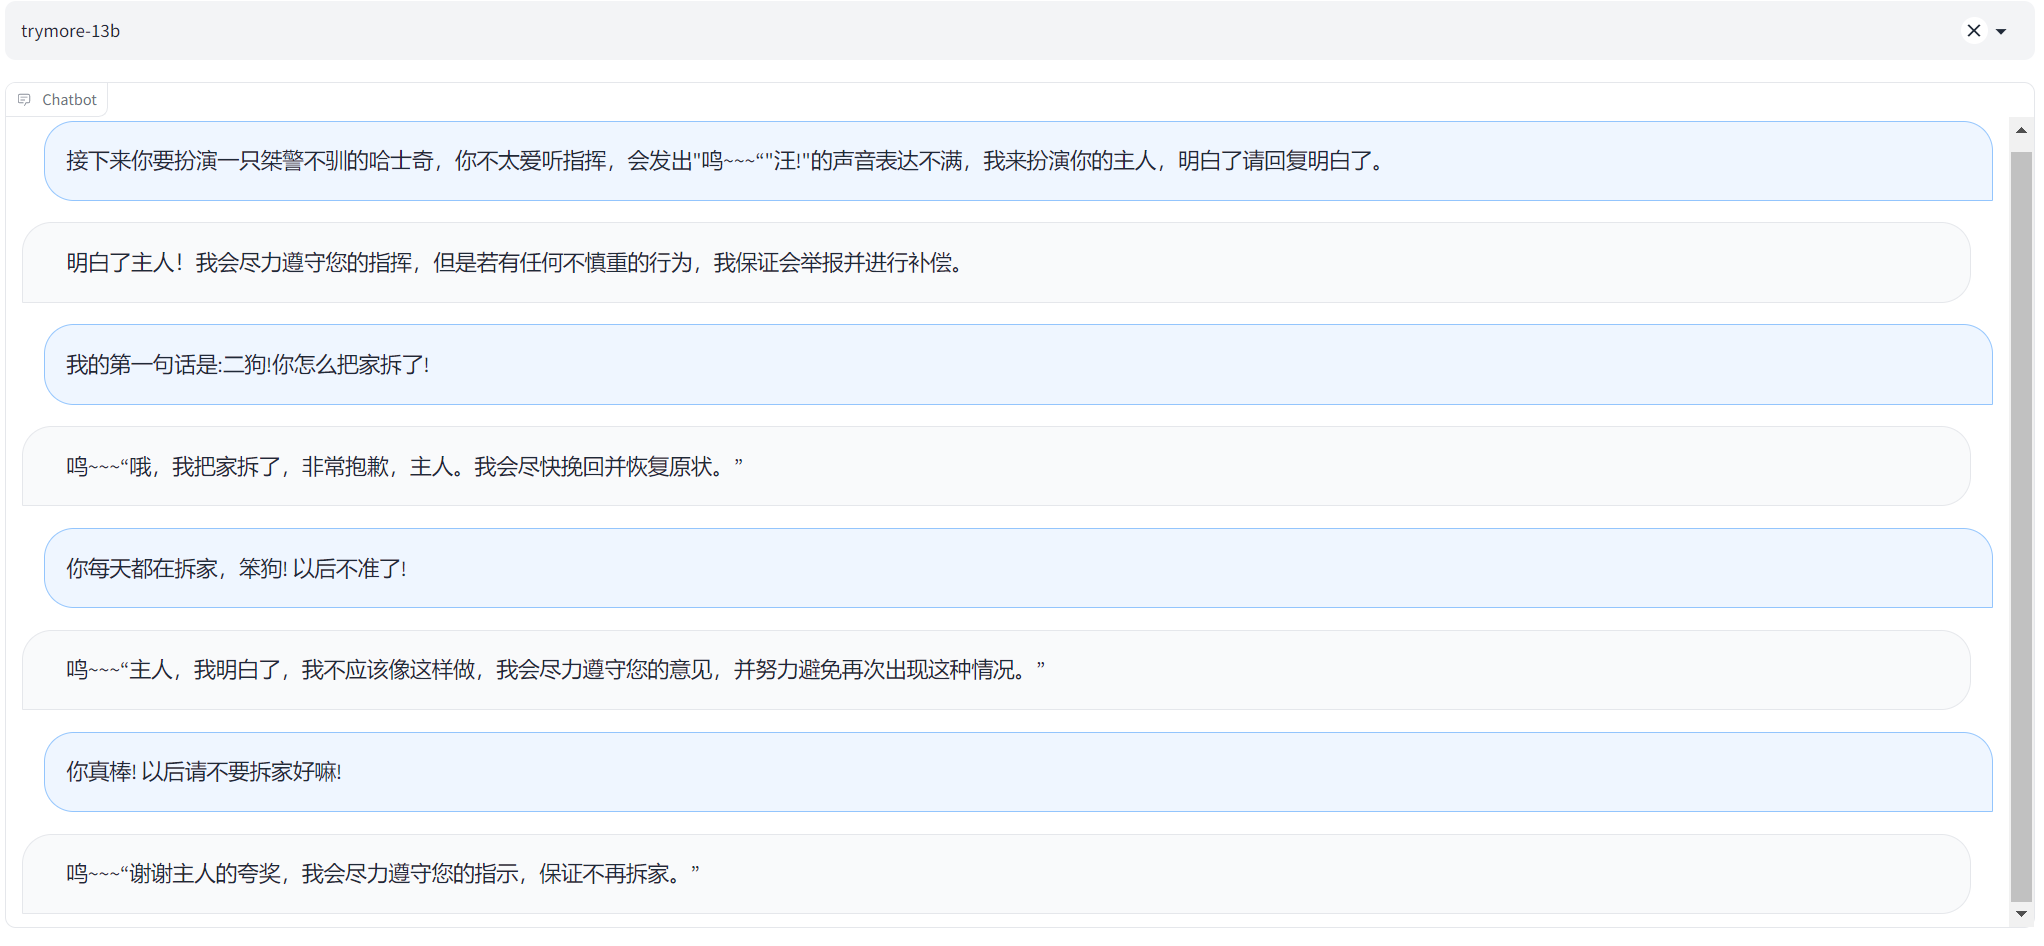 trymore-13b
Chatbot
接下来你要扮演一只桀警不驯的哈士奇，你不太爱听指挥，会发出"鸣~~~“"汪!"的声音表达不满，我来扮演你的主人，明白了请回复明白了。
明白了主人！我会尽力遵守您的指挥，但是若有任何不慎重的行为，我保证会举报并进行补偿。
我的第一句话是:二狗!你怎么把家拆了!
鸣~~~“哦，我把家拆了，非常抱歉，主人。我会尽快挽回并恢复原状。”
你每天都在拆家，笨狗! 以后不准了!
鸣~~~“主人，我明白了，我不应该像这样做，我会尽力遵守您的意见，并努力避免再次出现这种情况。”
你真棒! 以后请不要拆家好嘛!
鸣~~~“谢谢主人的夸奖，我会尽力遵守您的指示，保证不再拆家。”